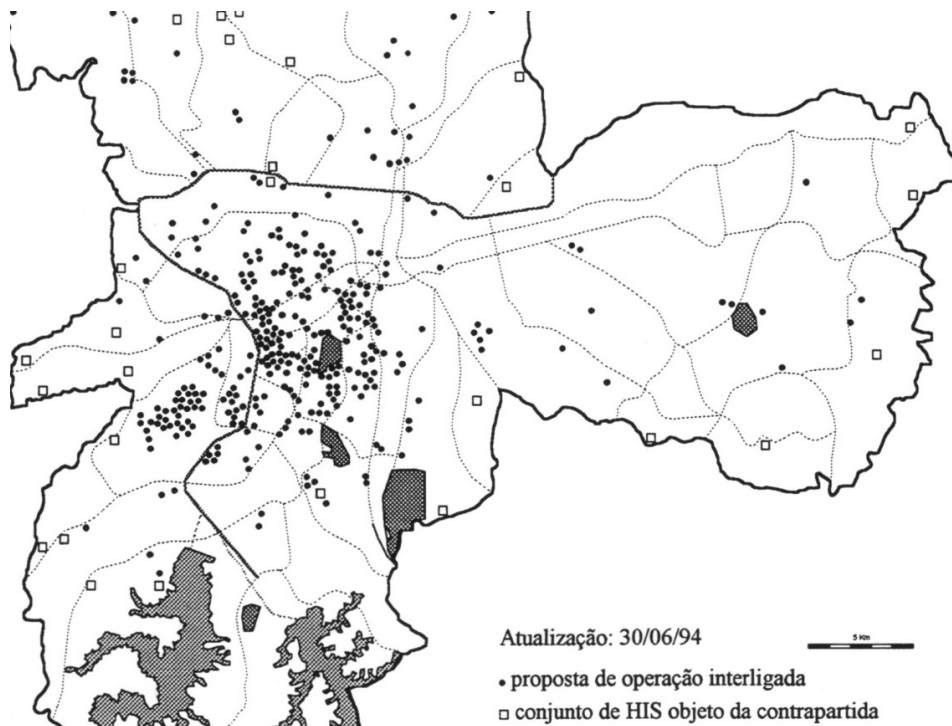 Atualização: 30/06/94
5 Km
proposta de operação interligada
conjunto de HIS objeto da contrapartida